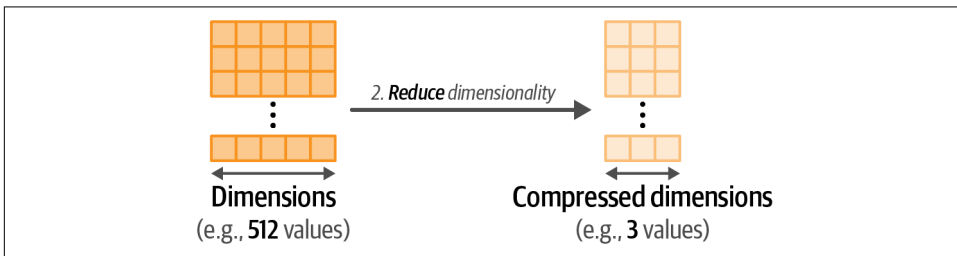 2. Reduce dimensionality
Dimensions
(e.g., 512 values)
Compressed dimensions
(e.g., 3 values)